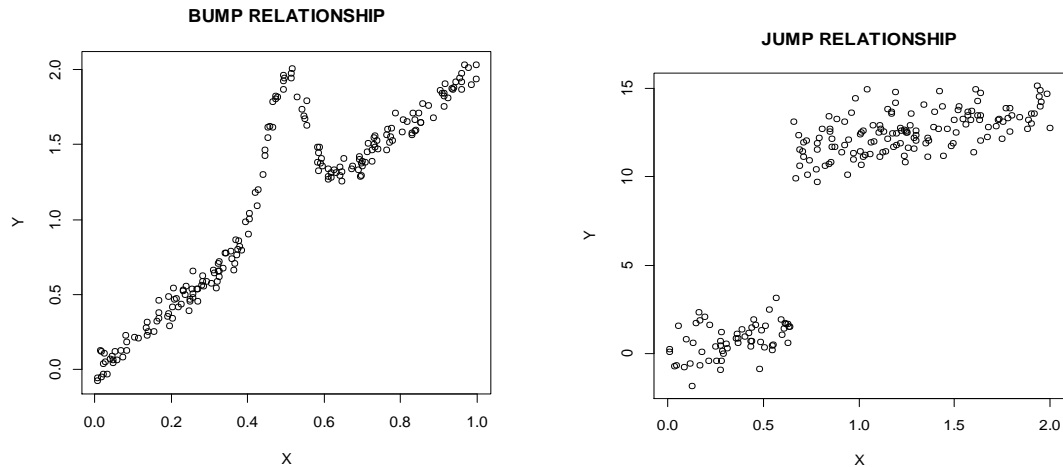 BUMP RELATIONSHIP
Y
2.0
1.5
1.0
0.5
0.0
0.0 0.2 0.4 0.6 0.8 1.0
X
JUMP RELATIONSHIP
Y
15
10
5
0
0.0 0.5 1.0 1.5 2.0
X